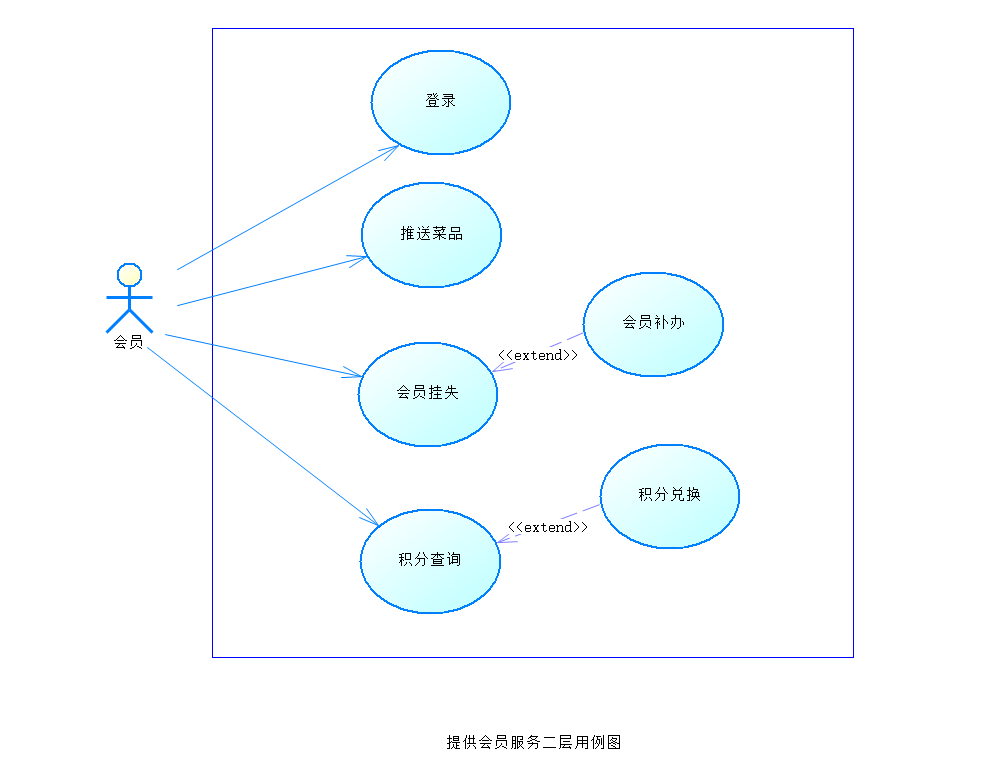 登录
推送菜品
会员补办
会员
<<extend>>
会员挂失
积分兑换
<<extend>>
积分查询
提供会员服务二层用例图